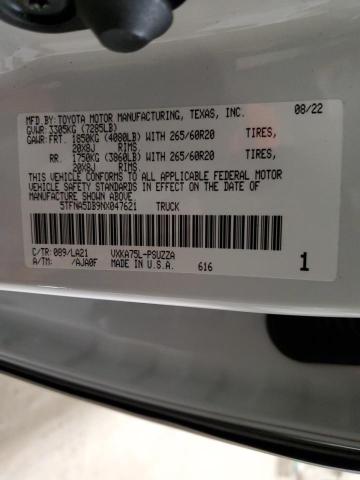 MFD.BY: TOYOTA MOTOR MANUFACTURING, TEXAS, INC. 08/22
GVWR: 3305KG (7285LB)
GAWR: FRT. 1850KG (4080LB) WITH 265/60R20 TIRES,
20X8J RIMS,
RR. 1750KG (3860LB) WITH 265/60R20 TIRES,
20X8J RIMS.
THIS VEHICLE CONFORMS TO ALL APPLICABLE FEDERAL MOTOR
VEHICLE SAFETY STANDARDS IN EFFECT ON THE DATE OF
MANUFACTURE SHOWN ABOVE.
5TFNA5DB9NX047621 TRUCK
C/TR: 089/LA21 VXKA75L-PSUZZA
A/TM: /AJA0F MADE IN U.S.A. 616 1